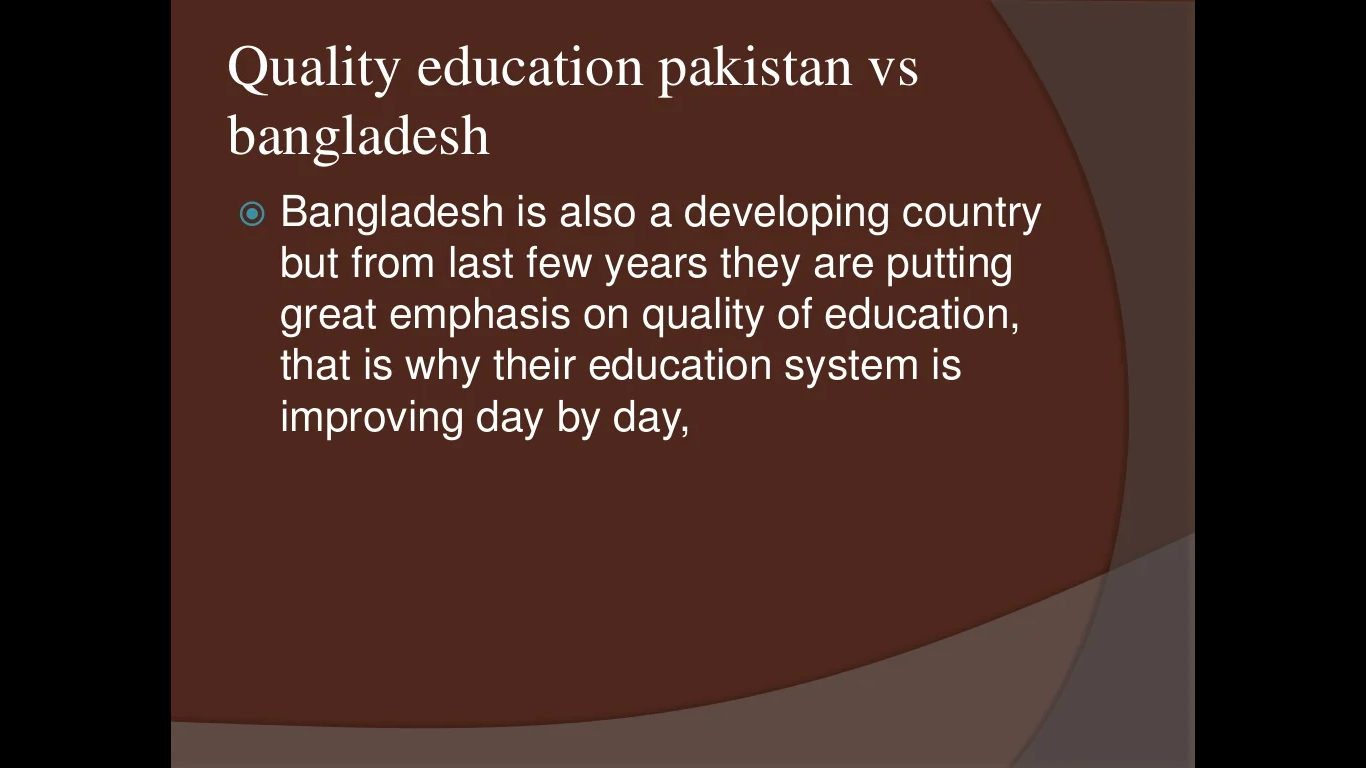 Quality education pakistan vs
bangladesh
Bangladesh is also a developing country
but from last few years they are putting
great emphasis on quality of education,
that is why their education system is
improving day by day,